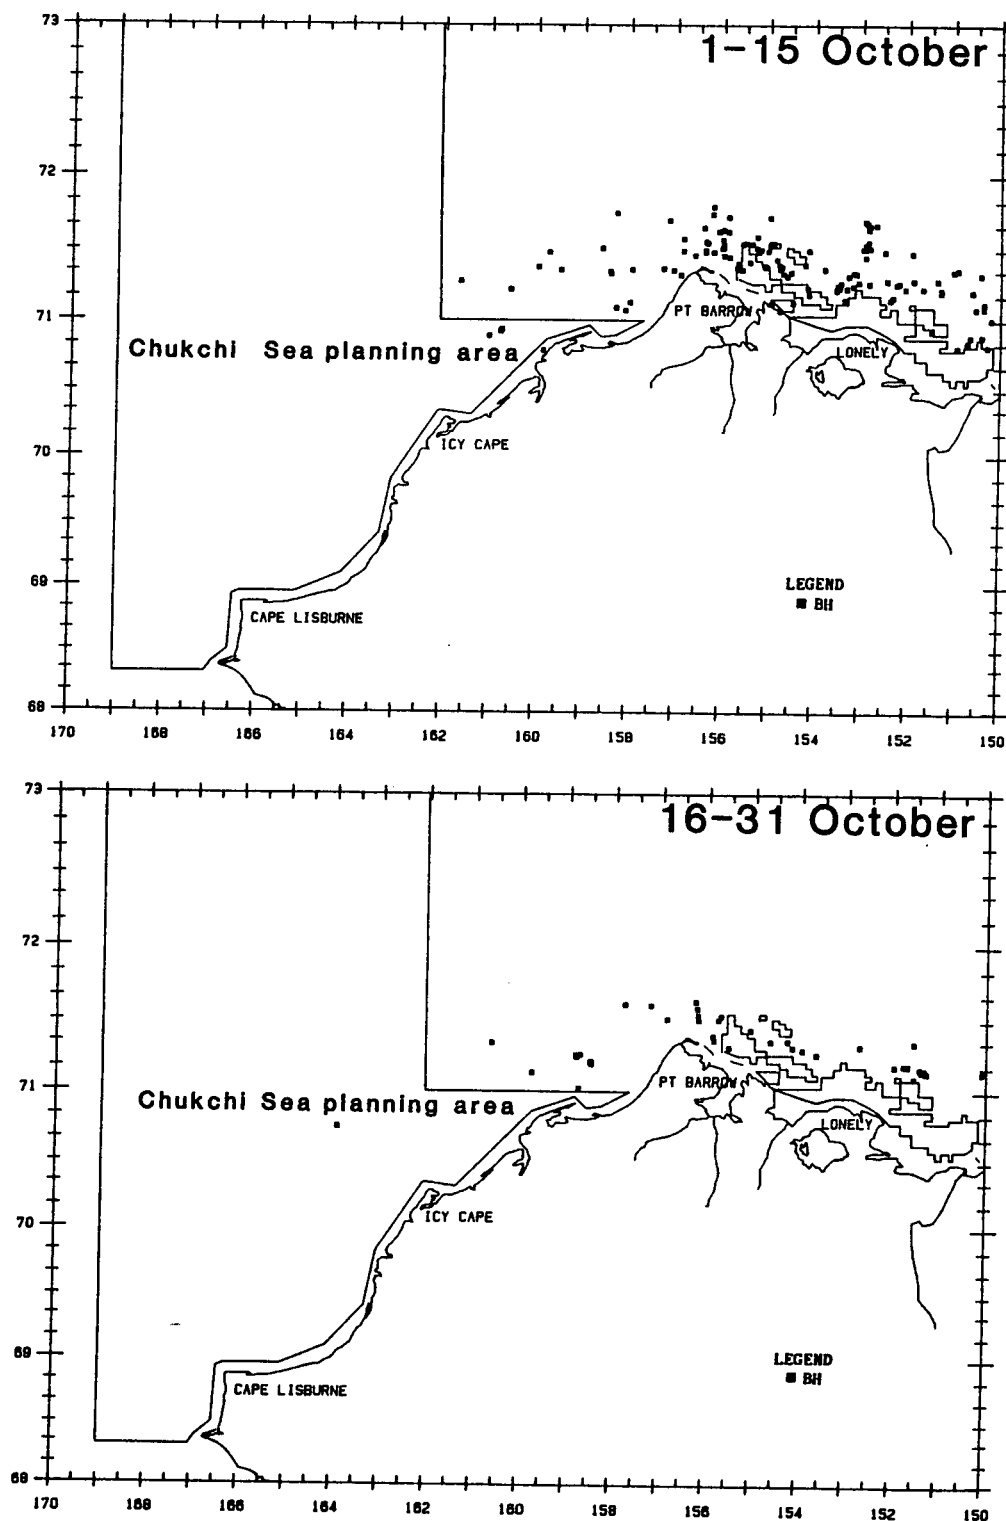 73
1-15 October
72
71
PT BARROW
Chukchi Sea planning area
LONELY
70
ICY CAPE
69
LEGEND
BH
CAPE LISBURNE
68
170 168 166 164 162 160 158 156 154 152 150
73
16-31 October
72
71
PT BARROW
Chukchi Sea planning area
LONELY
70
ICY CAPE
69
LEGEND
BH
CAPE LISBURNE
68
170 168 166 164 162 160 158 156 154 152 150